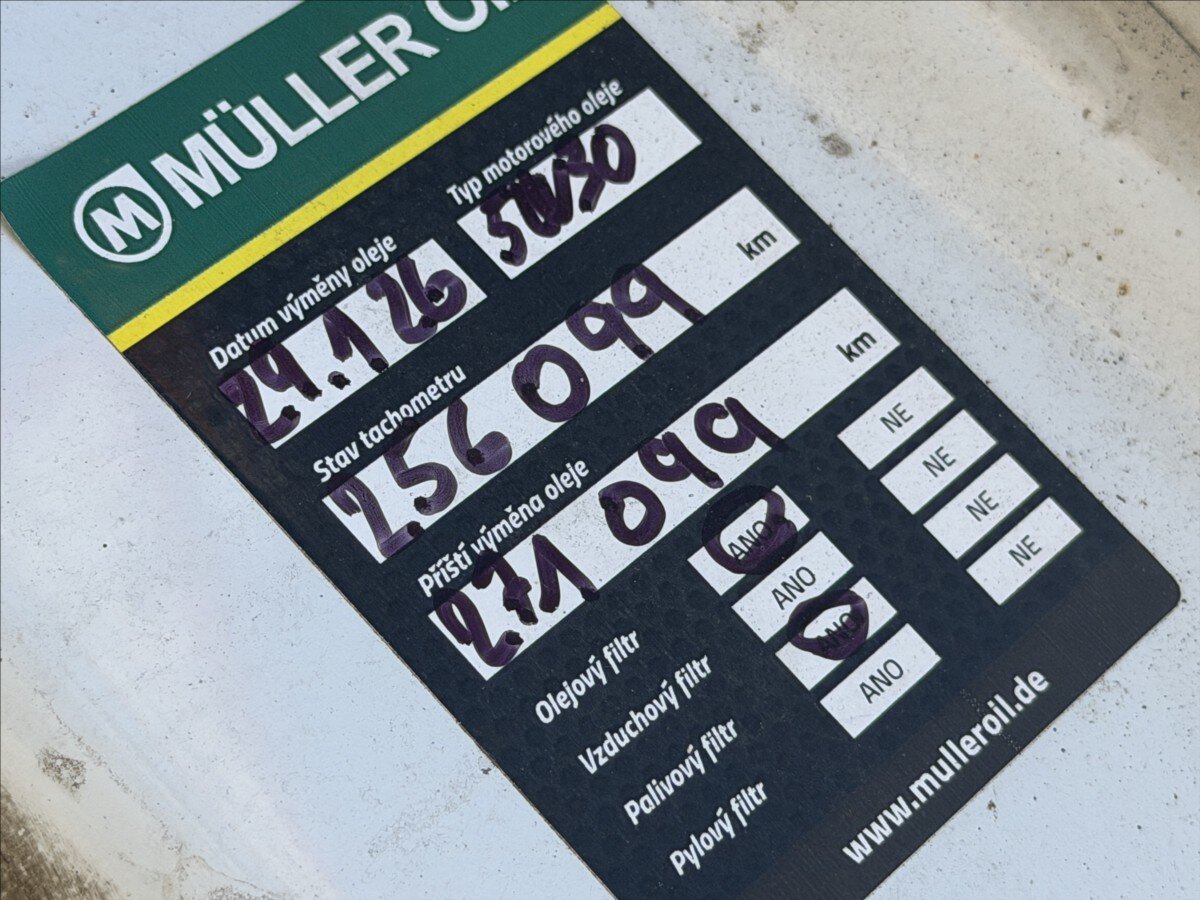 M MÜLLER OIL
Typ motorového oleje
5W30
Datum výměny oleje
29.1 26
Stav tachometru
256 099 km
Příští výměna oleje
271 099 km
Olejový filtr ANO NE
Vzduchový filtr ANO NE
Palivový filtr ANO NE
Pylový filtr ANO NE
www.mulleroil.de